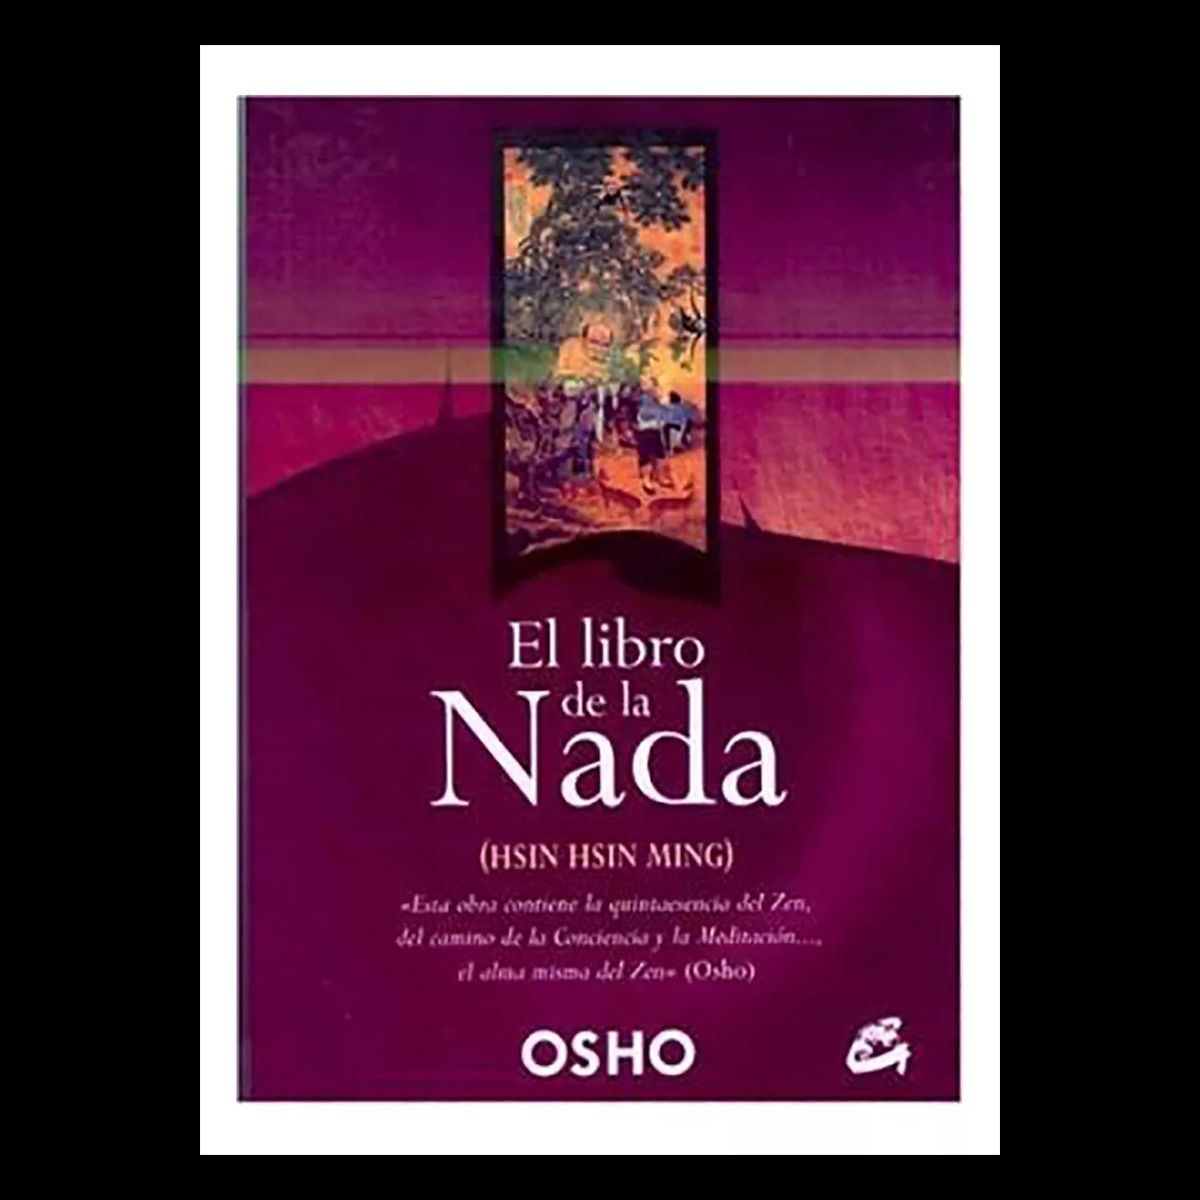 El libro
de la
Nada
(HSIN HSIN MING)
«Esta obra contiene la quintaesencia del Zen,
del camino de la Conciencia y la Meditación...,
el alma misma del Zen» (Osho)
OSHO